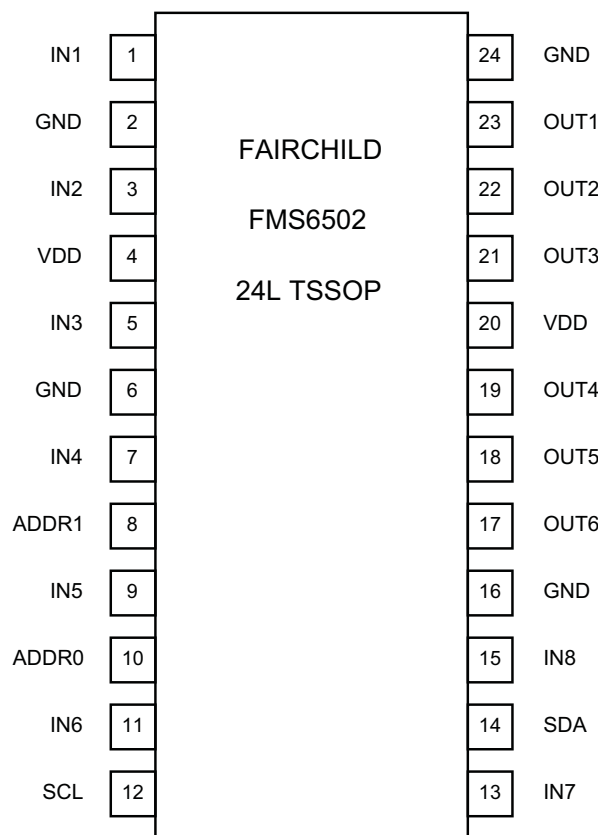 IN1 1 24 GND
GND 2 23 OUT1
FAIRCHILD
IN2 3 22 OUT2
FMS6502
VDD 4 21 OUT3
24L TSSOP
IN3 5 20 VDD
GND 6 19 OUT4
IN4 7 18 OUT5
ADDR1 8 17 OUT6
IN5 9 16 GND
ADDR0 10 15 IN8
IN6 11 14 SDA
SCL 12 13 IN7